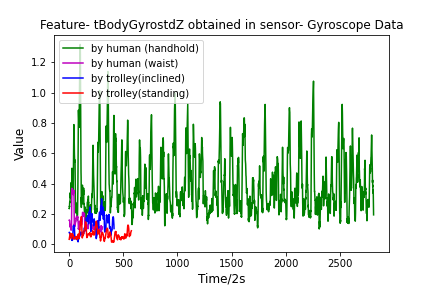 Feature- tBodyGyrostdZ obtained in sensor- Gyroscope Data
by human (handhold)
by human (waist)
by trolley(inclined)
by trolley(standing)
Value
1.2
1.0
0.8
0.6
0.4
0.2
0.0
0 500 1000 1500 2000 2500
Time/2s